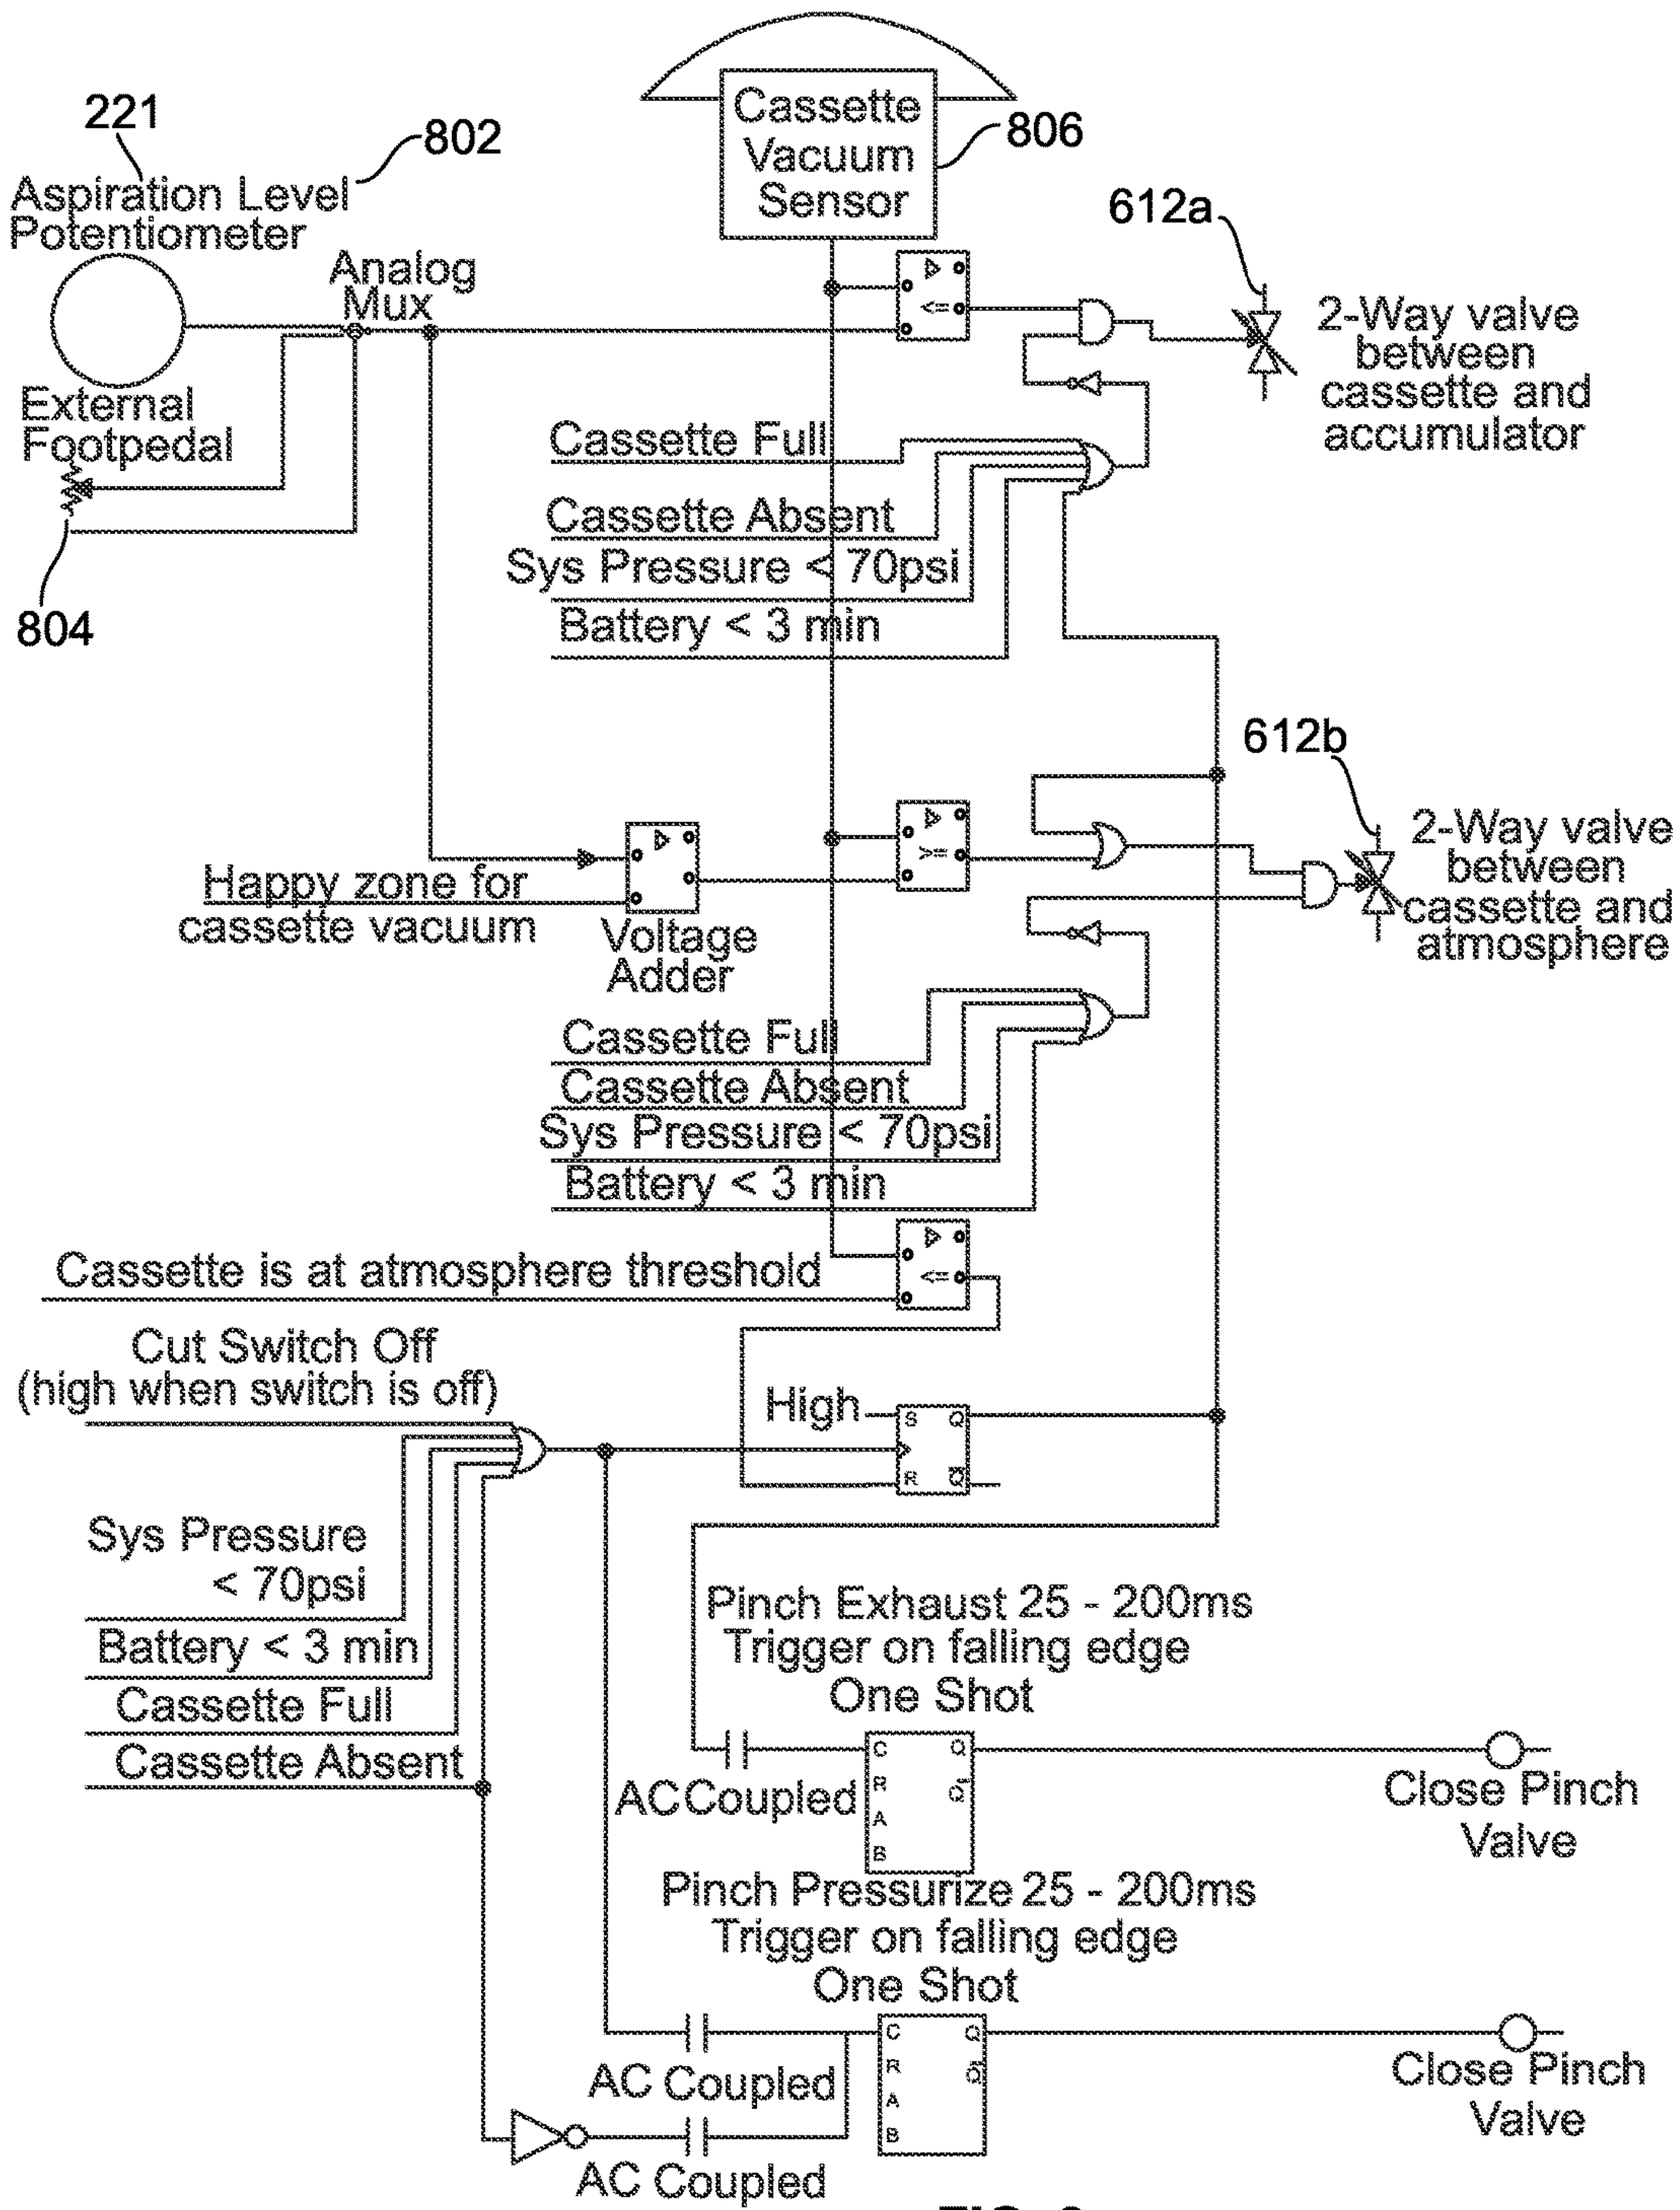 Cassette
Vacuum
Sensor
806
221
802
Aspiration Level
Potentiometer
Analog
Mux
External
Footpedal
804
612a
2-Way valve
between
cassette and
accumulator
<=
Cassette Full
Cassette Absent
Sys Pressure < 70psi
Battery < 3 min
612b
2-Way valve
between
cassette and
atmosphere
>=
Happy zone for
cassette vacuum
Voltage
Adder
Cassette Full
Cassette Absent
Sys Pressure < 70psi
Battery < 3 min
Cassette is at atmosphere threshold
<=
Cut Switch Off
(high when switch is off)
High
S Q
R Q̅
Sys Pressure
< 70psi
Battery < 3 min
Cassette Full
Cassette Absent
Pinch Exhaust 25 - 200ms
Trigger on falling edge
One Shot
AC Coupled
C Q
R Q̅
A
B
Close Pinch
Valve
Pinch Pressurize 25 - 200ms
Trigger on falling edge
One Shot
AC Coupled
C Q
R Q̅
A
B
Close Pinch
Valve
AC Coupled